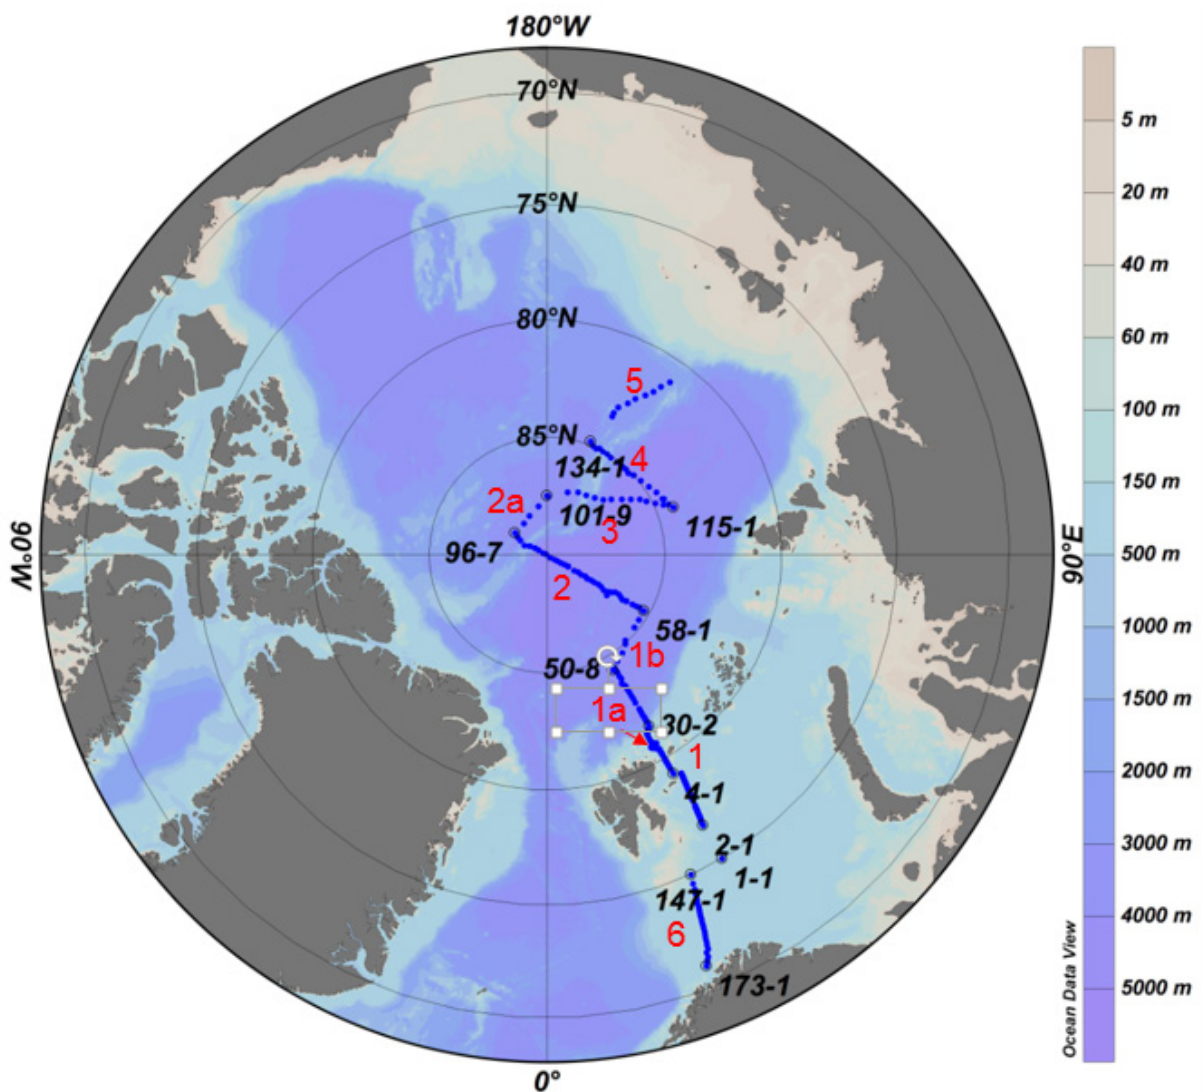 180°W
70°N
75°N
80°N
5
85°N
134-1
4
2a
101-9
115-1
3
96-7
90°W
90°E
2
58-1
1b
50-8
1a
30-2
1
4-1
2-1
1-1
147-1
6
173-1
0°
5 m
20 m
40 m
60 m
100 m
150 m
500 m
1000 m
1500 m
2000 m
3000 m
4000 m
5000 m
Ocean Data View